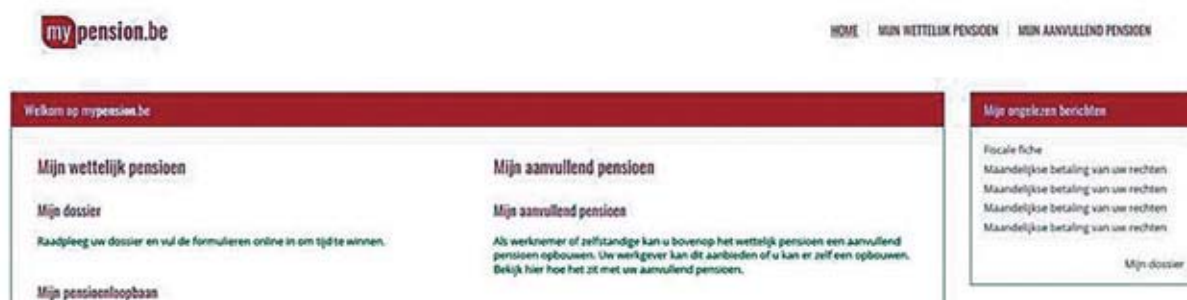 mypension.be
HOME
MIJN WETTELIJK PENSIOEN
MIJN AANVULLEND PENSIOEN
Welkom op mypension.be
Mijn wettelijk pensioen
Mijn dossier
Raadpleeg uw dossier en vul de formulieren online in om tijd te winnen.
Mijn pensioenloopbaan
Mijn aanvullend pensioen
Mijn aanvullend pensioen
Als werknemer of zelfstandige kan u bovenop het wettelijk pensioen een aanvullend
pensioen opbouwen. Uw werkgever kan dit aanbieden of u kan er zelf een opbouwen.
Bekijk hier hoe het zit met uw aanvullend pensioen.
Mijn ongelezen berichten
Fiscale fiche
Maandelijkse betaling van uw rechten
Maandelijkse betaling van uw rechten
Maandelijkse betaling van uw rechten
Maandelijkse betaling van uw rechten
Mijn dossier